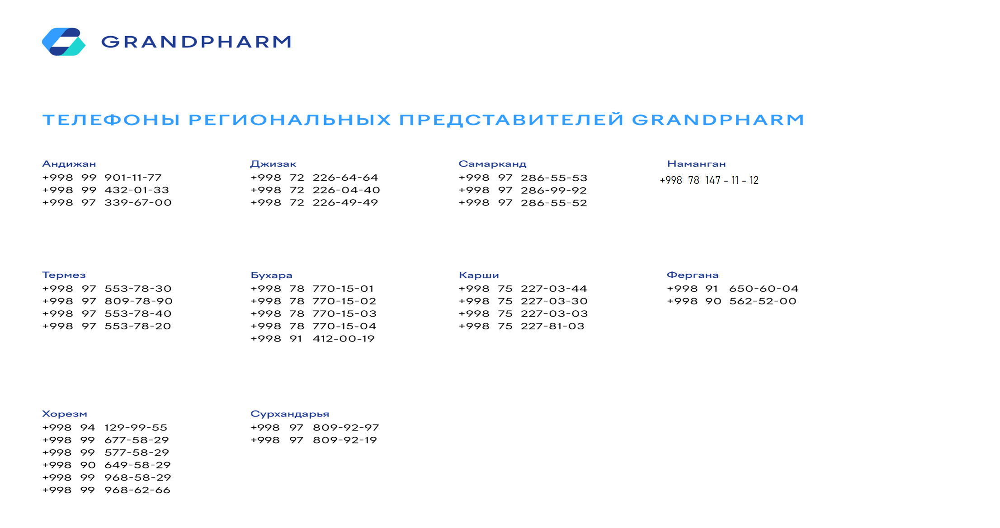 GRANDPHARM
ТЕЛЕФОНЫ РЕГИОНАЛЬНЫХ ПРЕДСТАВИТЕЛЕЙ GRANDPHARM
Андижан
+998 99 901-11-77
+998 99 432-01-33
+998 97 339-67-00
Джизак
+998 72 226-64-64
+998 72 226-04-40
+998 72 226-49-49
Самарканд
+998 97 286-55-53
+998 97 286-99-92
+998 97 286-55-52
Наманган
+998 78 147 - 11 - 12
Термез
+998 97 553-78-30
+998 97 809-78-90
+998 97 553-78-40
+998 97 553-78-20
Бухара
+998 78 770-15-01
+998 78 770-15-02
+998 78 770-15-03
+998 78 770-15-04
+998 91 412-00-19
Карши
+998 75 227-03-44
+998 75 227-03-30
+998 75 227-03-03
+998 75 227-81-03
Фергана
+998 91 650-60-04
+998 90 562-52-00
Хорезм
+998 94 129-99-55
+998 99 677-58-29
+998 99 577-58-29
+998 90 649-58-29
+998 99 968-58-29
+998 99 968-62-66
Сурхандарья
+998 97 809-92-97
+998 97 809-92-19